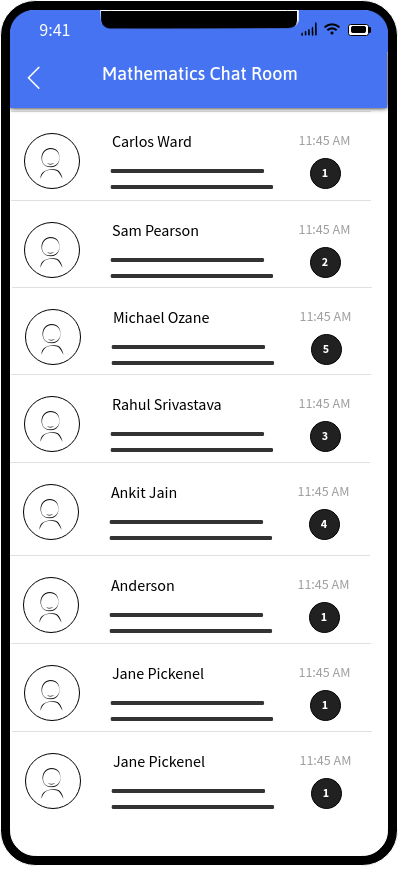 9:41
Mathematics Chat Room
Carlos Ward 11:45 AM
1
Sam Pearson 11:45 AM
2
Michael Ozane 11:45 AM
5
Rahul Srivastava 11:45 AM
3
Ankit Jain 11:45 AM
4
Anderson 11:45 AM
1
Jane Pickenel 11:45 AM
1
Jane Pickenel 11:45 AM
1